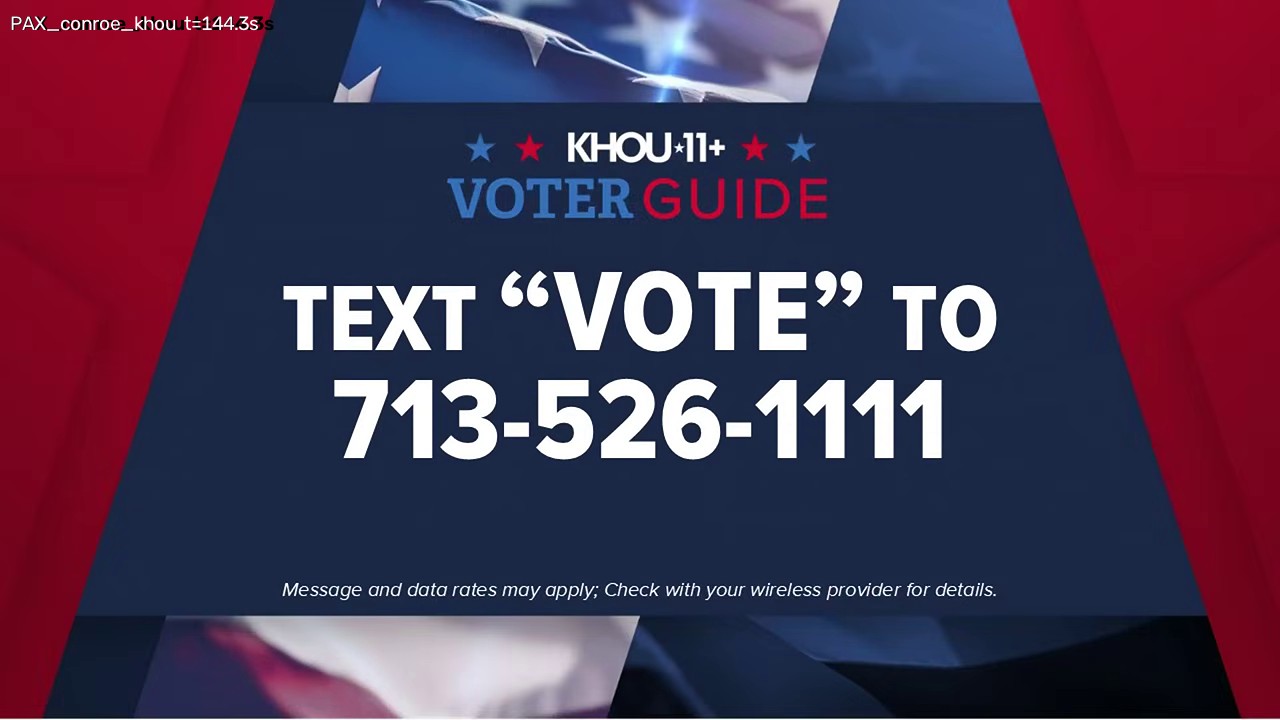 PAX_conroe_khou t=144.3s
KHOU★11+
VOTER GUIDE
TEXT “VOTE” TO
713-526-1111
Message and data rates may apply; Check with your wireless provider for details.